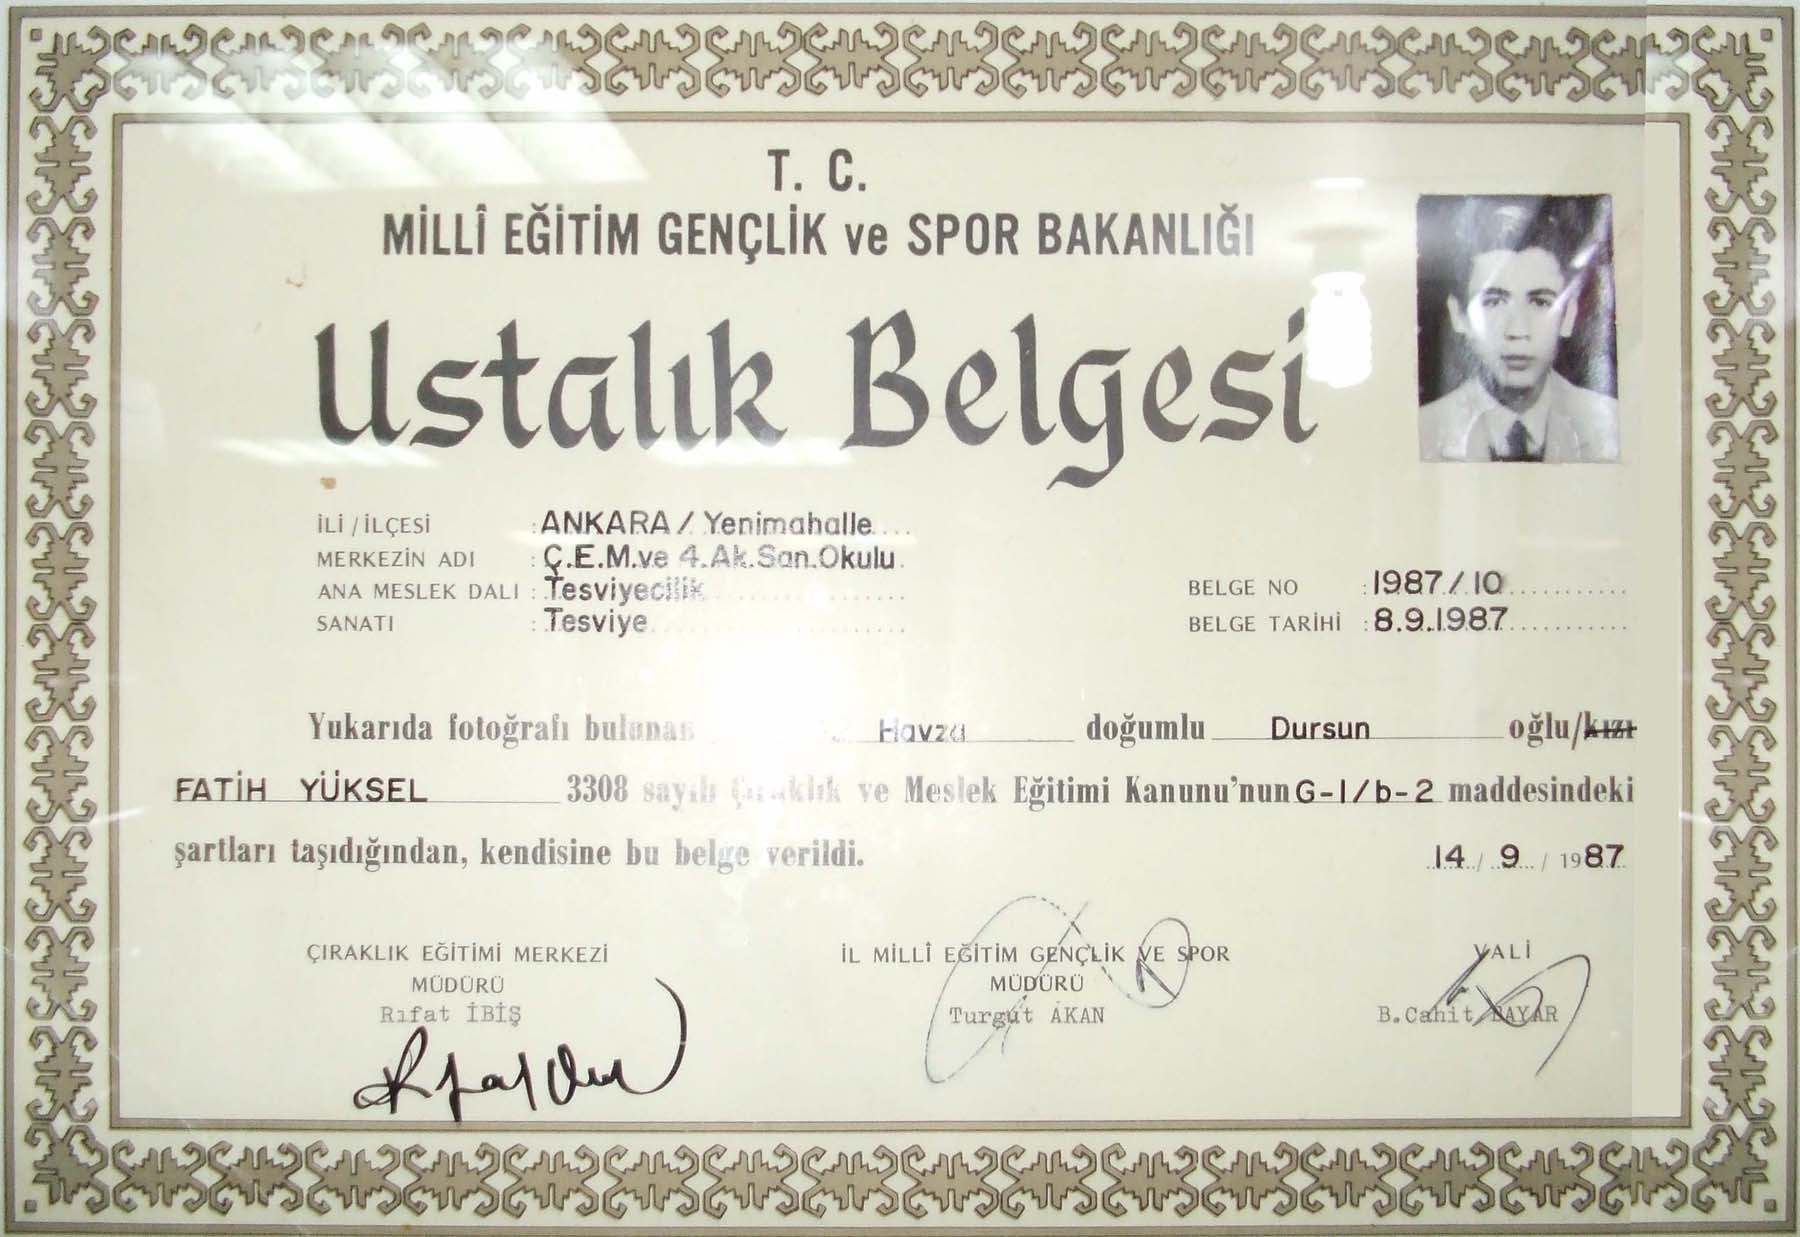 T. C.
MİLLÎ EĞİTİM GENÇLİK ve SPOR BAKANLIĞI
Ustalık Belgesi
İLİ / İLÇESİ : ANKARA / Yenimahalle
MERKEZİN ADI : Ç.E.M.ve 4.Ak.San.Okulu
ANA MESLEK DALI : Tesviyecilik
BELGE NO : 1987/10
SANATI : Tesviye
BELGE TARİHİ : 8.9.1987
Yukarıda fotoğrafı bulunan Havza doğumlu Dursun oğlu/kızı
FATİH YÜKSEL 3308 sayılı Çıraklık ve Meslek Eğitimi Kanunu'nun G-1/b-2 maddesindeki
şartları taşıdığından, kendisine bu belge verildi.
14 / 9 / 1987
ÇIRAKLIK EĞİTİMİ MERKEZİ
MÜDÜRÜ
Rıfat İBİŞ
İL MİLLÎ EĞİTİM GENÇLİK VE SPOR
MÜDÜRÜ
Turgut AKAN
VALİ
B.Cahit BAYAR